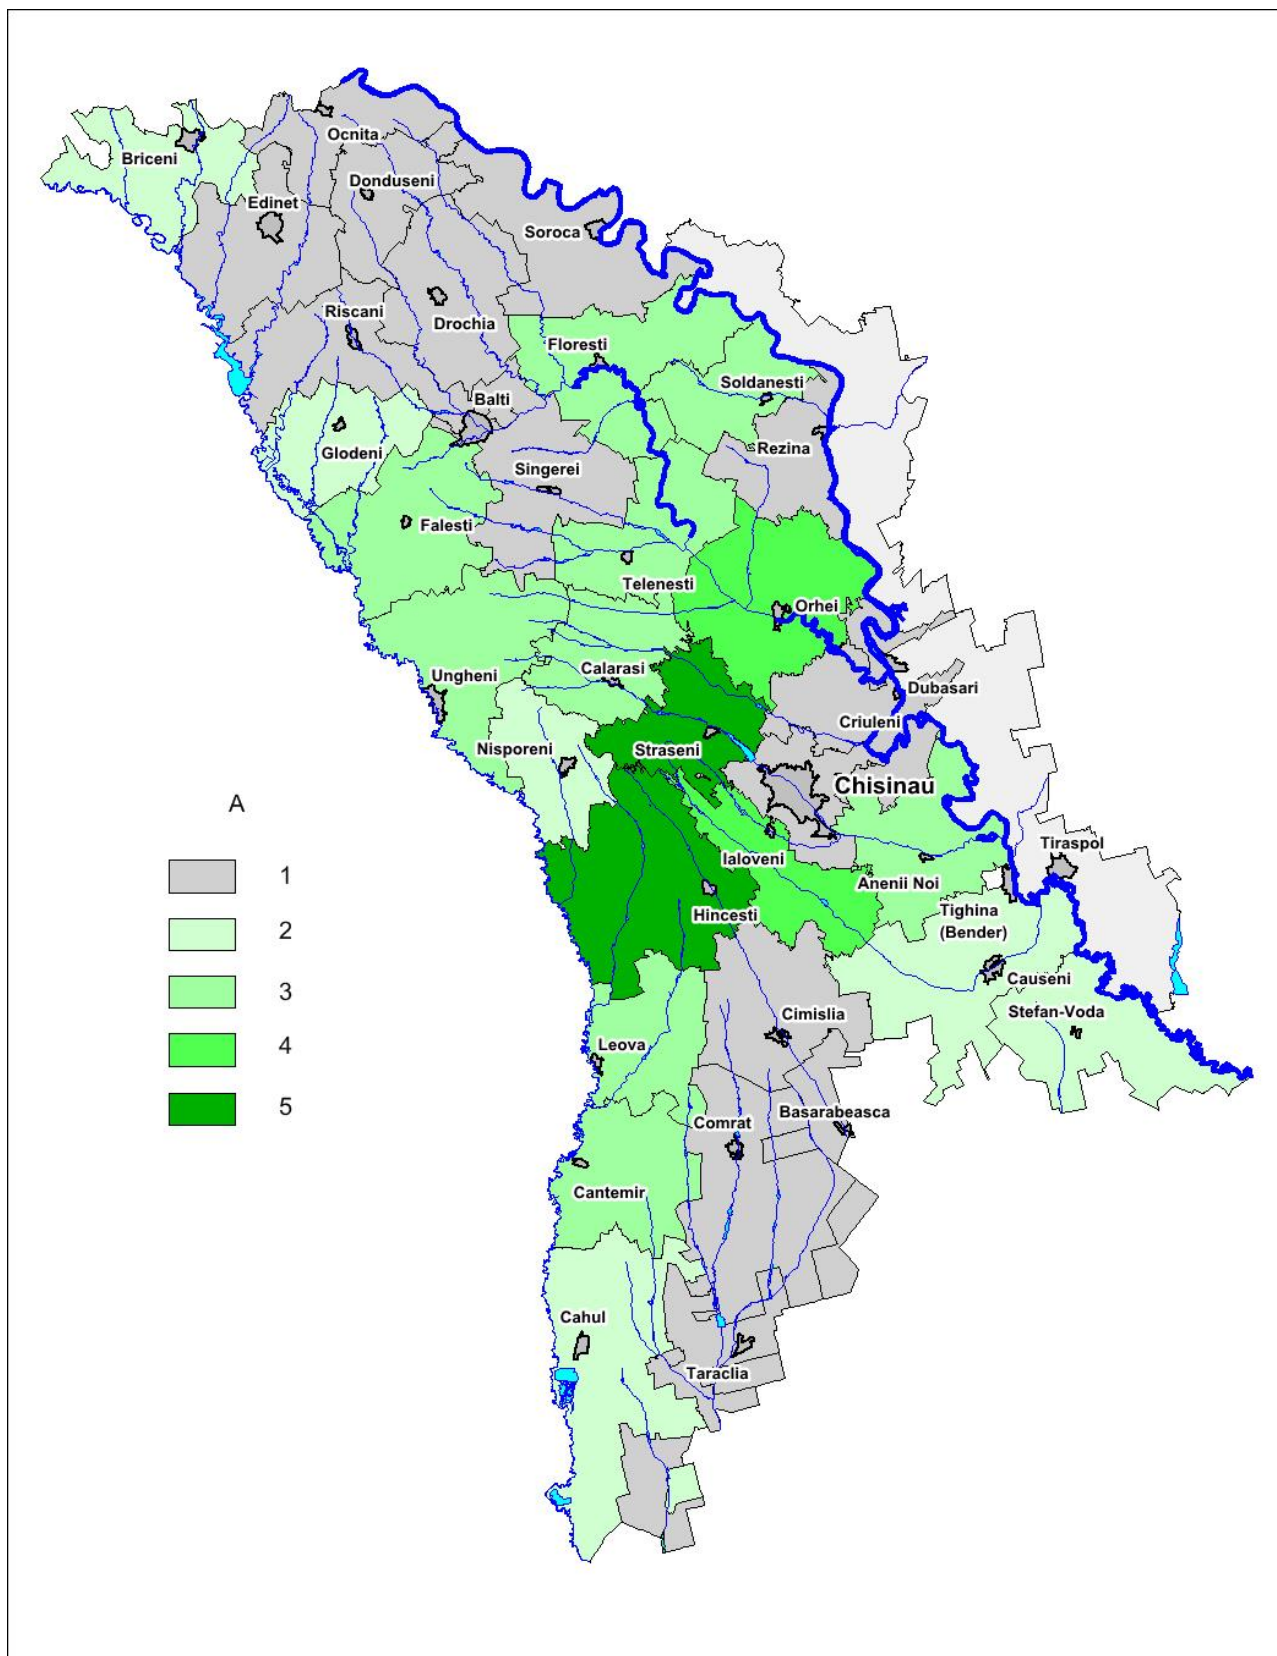 Ocnita
Briceni
Donduseni
Edinet
Soroca
Riscani
Drochia
Floresti
Soldanesti
Balti
Glodeni
Rezina
Singerei
Falesti
Telenesti
Orhei
Calarasi
Ungheni
Dubasari
Criuleni
Nisporeni
Straseni
Chisinau
A
Tiraspol
Ialoveni
1
Anenii Noi
Hincesti
Tighina
(Bender)
2
Causeni
3
Stefan-Voda
Cimislia
4
Leova
5
Basarabeasca
Comrat
Cantemir
Cahul
Taraclia